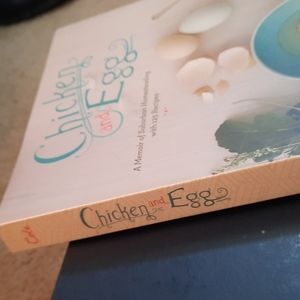 Chicken
and Egg
A Memoir of Suburban Homesteading
with 125 Recipes
Chicken and Egg